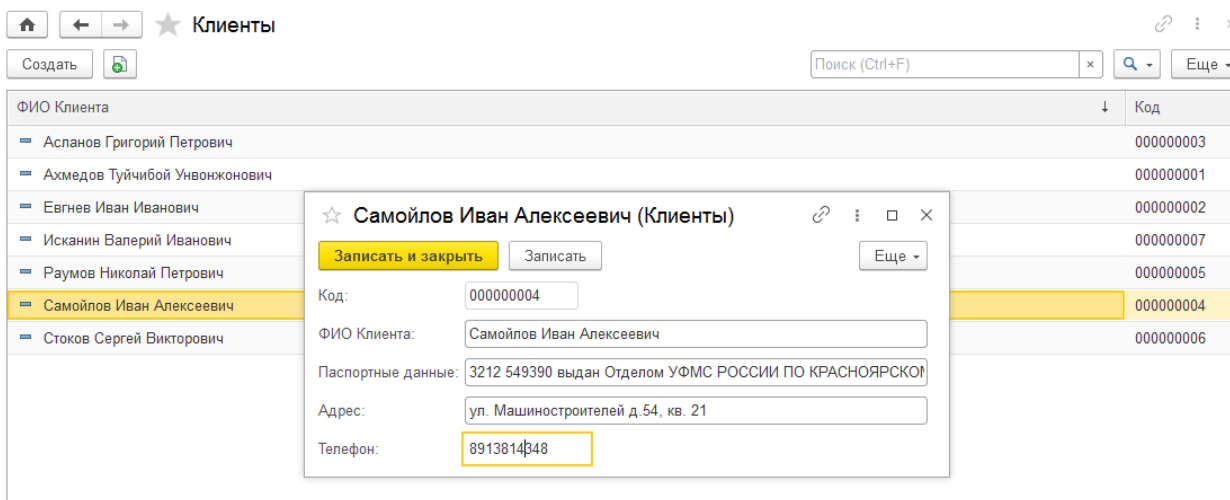 Клиенты
Создать
Поиск (Ctrl+F)
×
Еще
ФИО Клиента ↓ Код
Асланов Григорий Петрович 000000003
Ахмедов Туйчибой Унвонжонович 000000001
Евгнев Иван Иванович 000000002
Исканин Валерий Иванович 000000007
Раумов Николай Петрович 000000005
Самойлов Иван Алексеевич 000000004
Стоков Сергей Викторович 000000006
Самойлов Иван Алексеевич (Клиенты)
Записать и закрыть Записать Еще
Код: 000000004
ФИО Клиента: Самойлов Иван Алексеевич
Паспортные данные: 3212 549390 выдан Отделом УФМС РОССИИ ПО КРАСНОЯРСКОМ
Адрес: ул. Машиностроителей д.54, кв. 21
Телефон: 8913814348